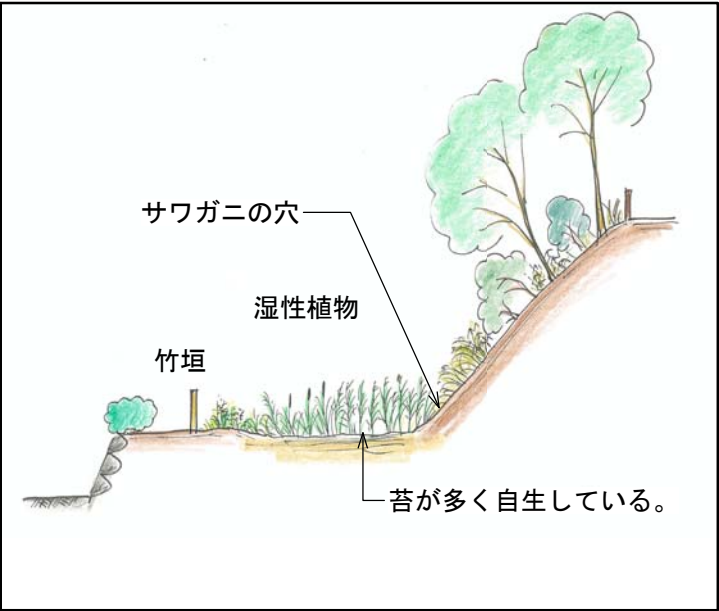 サワガニの穴
湿性植物
竹垣
苔が多く自生している。